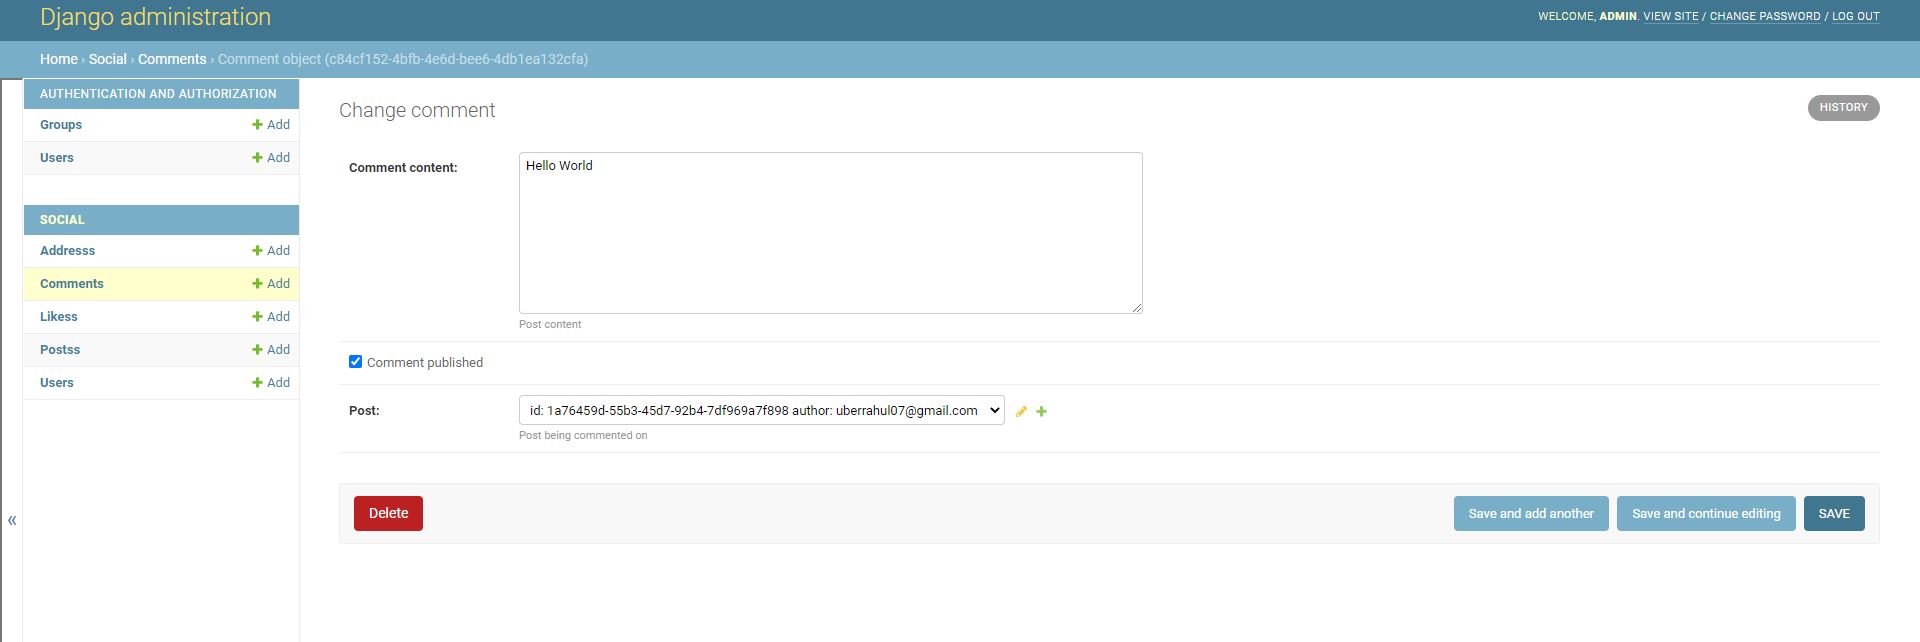 Django administration
WELCOME, ADMIN. VIEW SITE / CHANGE PASSWORD / LOG OUT
Home › Social › Comments › Comment object (c84cf152-4bfb-4e6d-bee6-4db1ea132cfa)
AUTHENTICATION AND AUTHORIZATION
Groups + Add
Users + Add
SOCIAL
Addresss + Add
Comments + Add
Likess + Add
Postss + Add
Users + Add
«
Change comment
HISTORY
Comment content: Hello World
Post content
Comment published
Post: id: 1a76459d-55b3-45d7-92b4-7df969a7f898 author: uberrahul07@gmail.com
Post being commented on
Delete Save and add another Save and continue editing SAVE